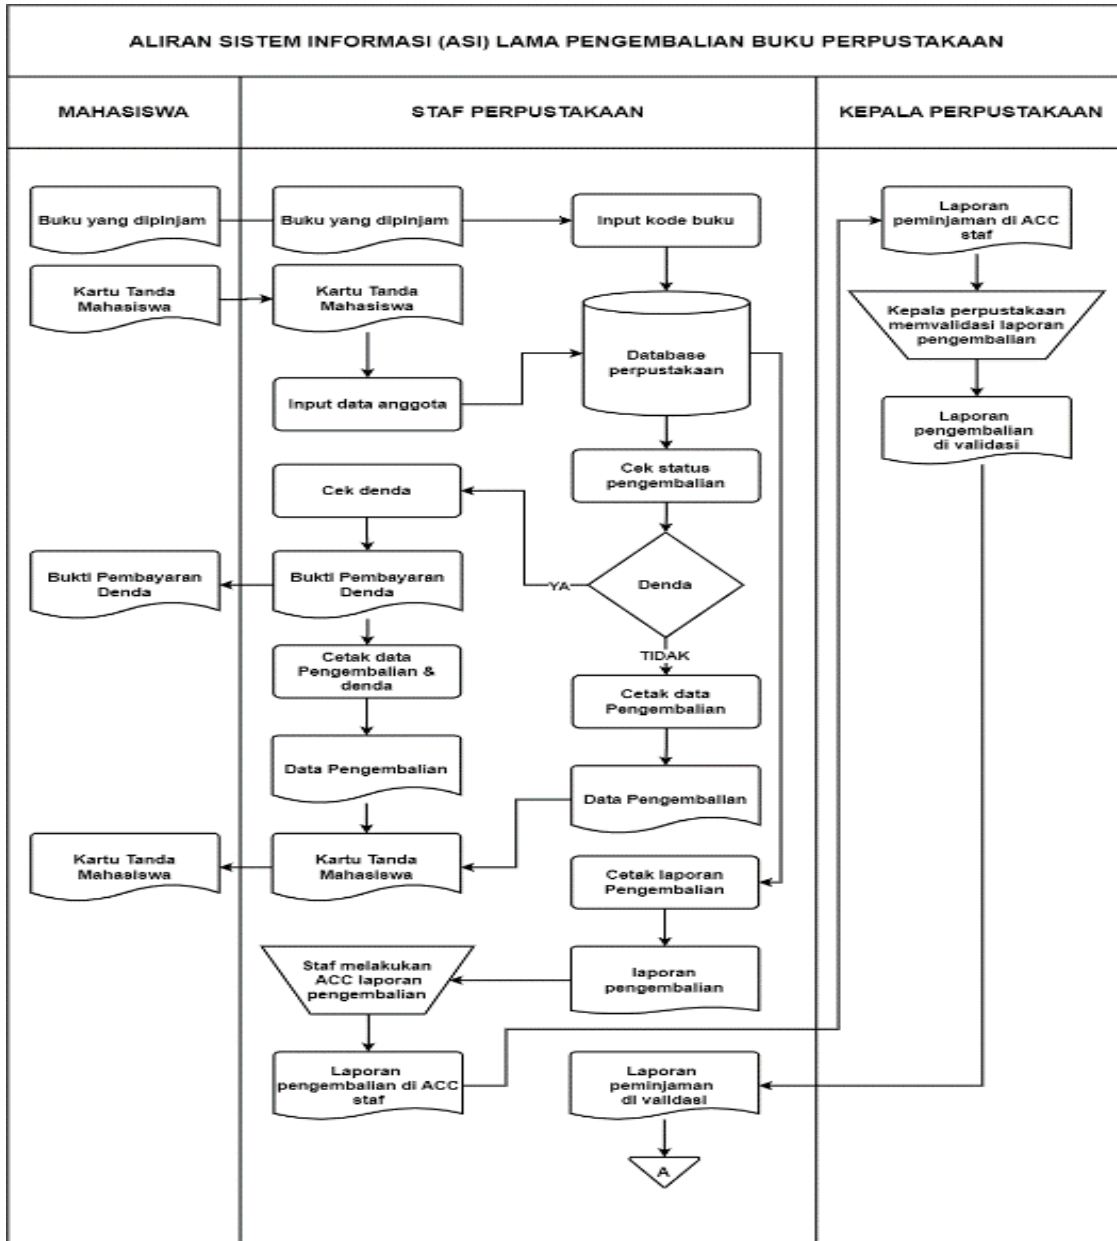 ALIRAN SISTEM INFORMASI (ASI) LAMA PENGEMBALIAN BUKU PERPUSTAKAAN
MAHASISWA
STAF PERPUSTAKAAN
KEPALA PERPUSTAKAAN
Buku yang dipinjam
Buku yang dipinjam
Input kode buku
Laporan
peminjaman di ACC
staf
Kartu Tanda
Mahasiswa
Kartu Tanda
Mahasiswa
Kepala perpustakaan
memvalidasi laporan
pengembalian
Database
perpustakaan
Input data anggota
Laporan
pengembalian
di validasi
Cek status
pengembalian
Cek denda
Bukti Pembayaran
Denda
Bukti Pembayaran
Denda
YA
Denda
TIDAK
Cetak data
Pengembalian &
denda
Cetak data
Pengembalian
Data Pengembalian
Data Pengembalian
Kartu Tanda
Mahasiswa
Kartu Tanda
Mahasiswa
Cetak laporan
Pengembalian
Staf melakukan
ACC laporan
pengembalian
laporan
pengembalian
Laporan
pengembalian di ACC
staf
Laporan
peminjaman
di validasi
A